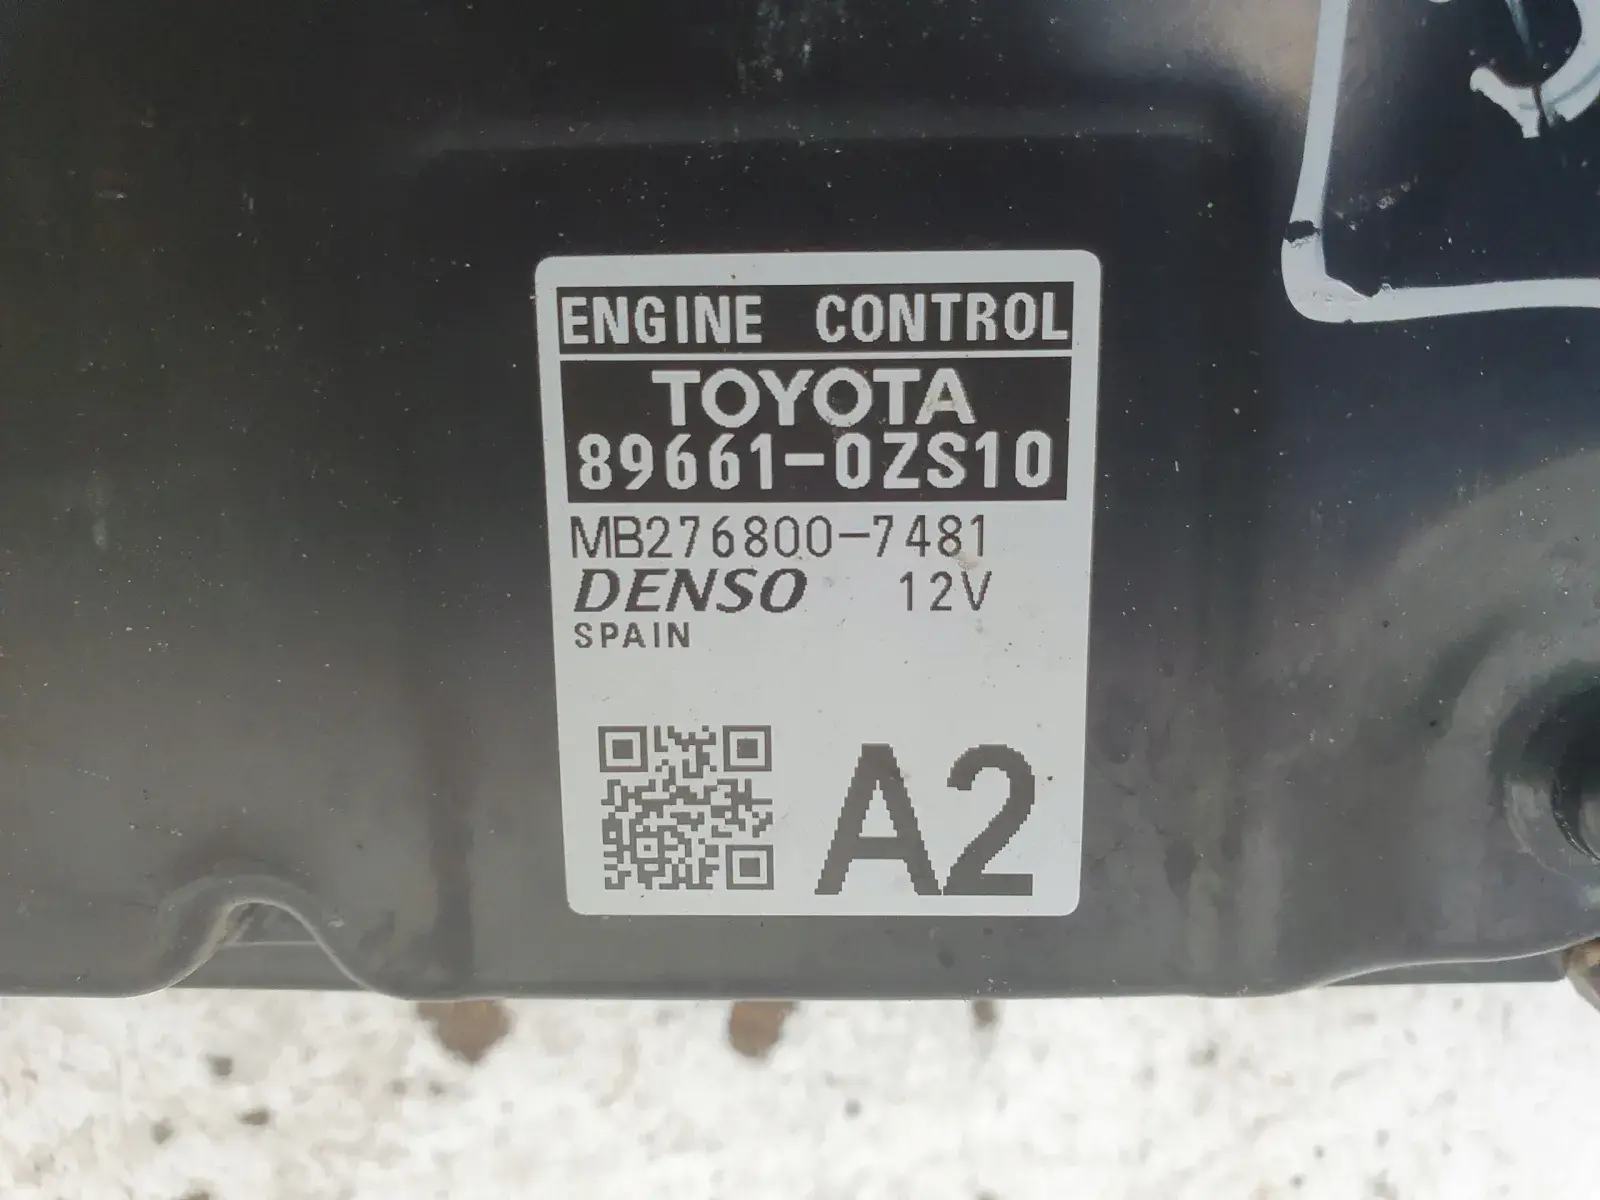 ENGINE CONTROL
TOYOTA
89661-0ZS10
MB276800-7481
DENSO 12V
SPAIN
A2